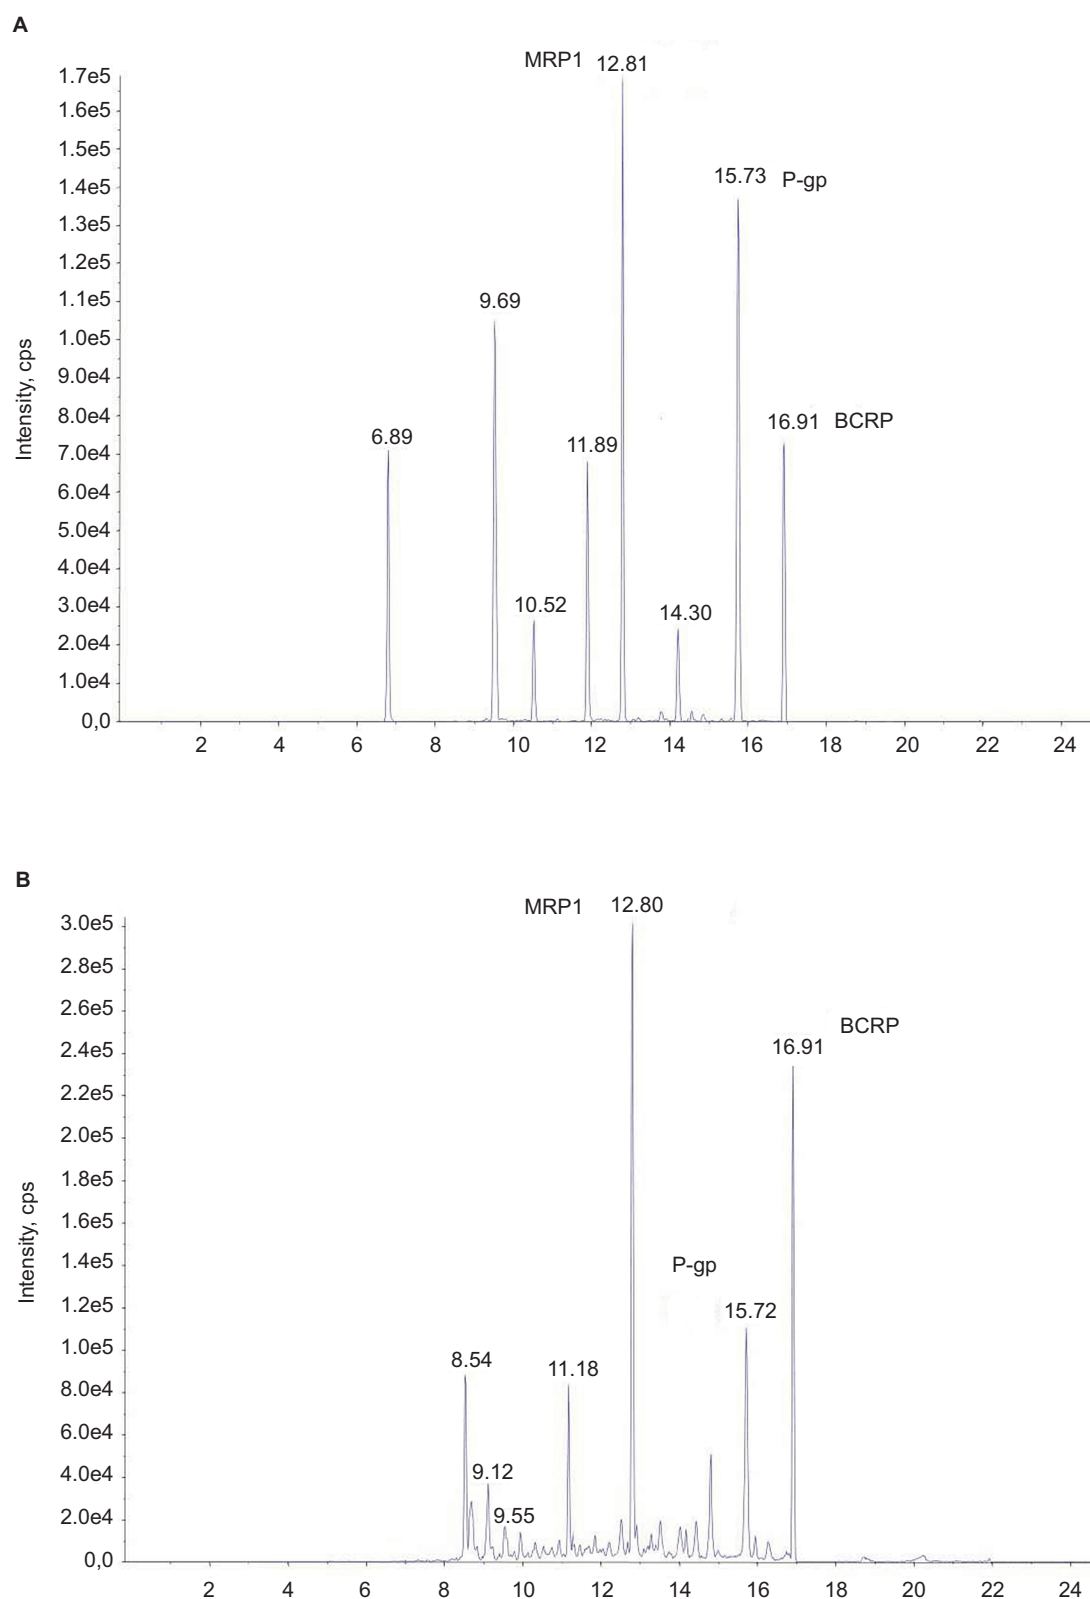 A
MRP1 12.81
1.7e5
1.6e5
1.5e5
1.4e5
1.3e5
1.2e5
1.1e5
1.0e5
9.0e4
8.0e4
7.0e4
6.0e4
5.0e4
4.0e4
3.0e4
2.0e4
1.0e4
0,0
Intensity, cps
15.73 P-gp
9.69
16.91 BCRP
6.89
11.89
10.52
14.30
2 4 6 8 10 12 14 16 18 20 22 24
B
MRP1 12.80
3.0e5
2.8e5
2.6e5
2.4e5
2.2e5
2.0e5
1.8e5
1.6e5
1.4e5
1.2e5
1.0e5
8.0e4
6.0e4
4.0e4
2.0e4
0,0
Intensity, cps
BCRP
16.91
P-gp
15.72
8.54
11.18
9.12
9.55
2 4 6 8 10 12 14 16 18 20 22 24